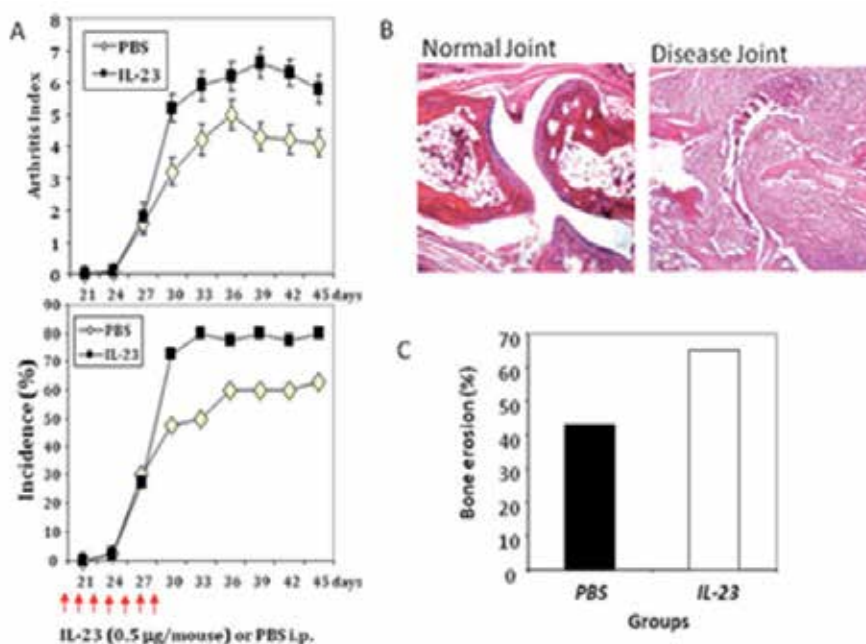 A
Arthritis Index
8
7
6
5
4
3
2
1
0
PBS
IL-23
21 24 27 30 33 36 39 42 45 days
Incidence (%)
90
80
70
60
50
40
30
20
10
0
PBS
IL-23
21 24 27 30 33 36 39 42 45 days
IL-23 (0.5 µg/mouse) or PBS i.p.
B
Normal Joint
Disease Joint
C
Bone erosion (%)
70
60
50
40
30
20
10
0
PBS IL-23
Groups